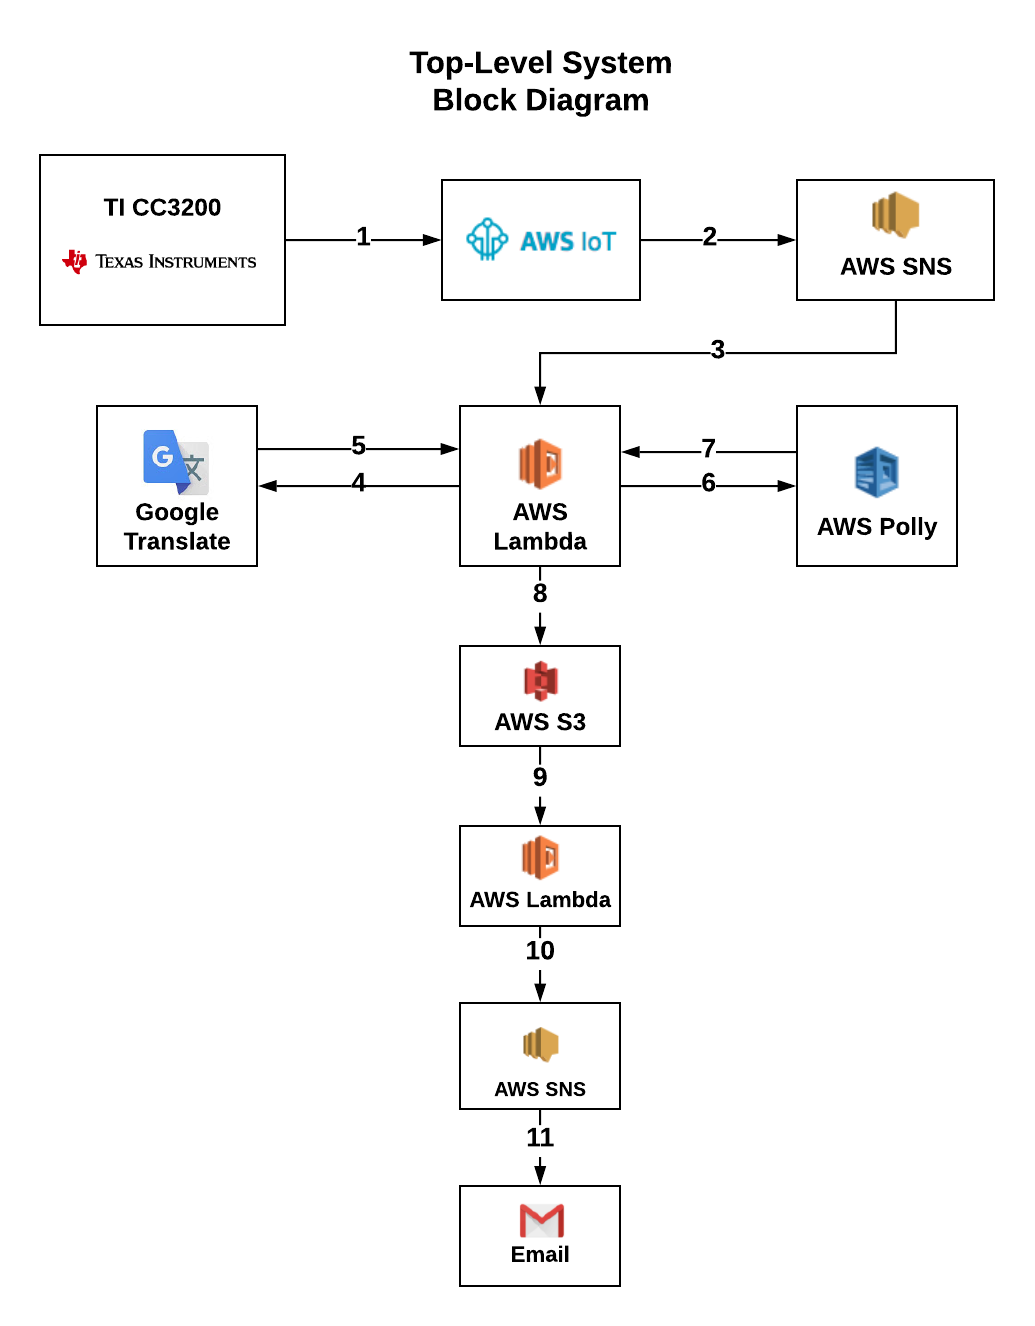 Top-Level System
Block Diagram
TI CC3200
TEXAS INSTRUMENTS
1
AWS IoT
2
AWS SNS
3
G
文
Google
Translate
5
4
AWS
Lambda
7
6
AWS Polly
8
AWS S3
9
AWS Lambda
10
AWS SNS
11
Email